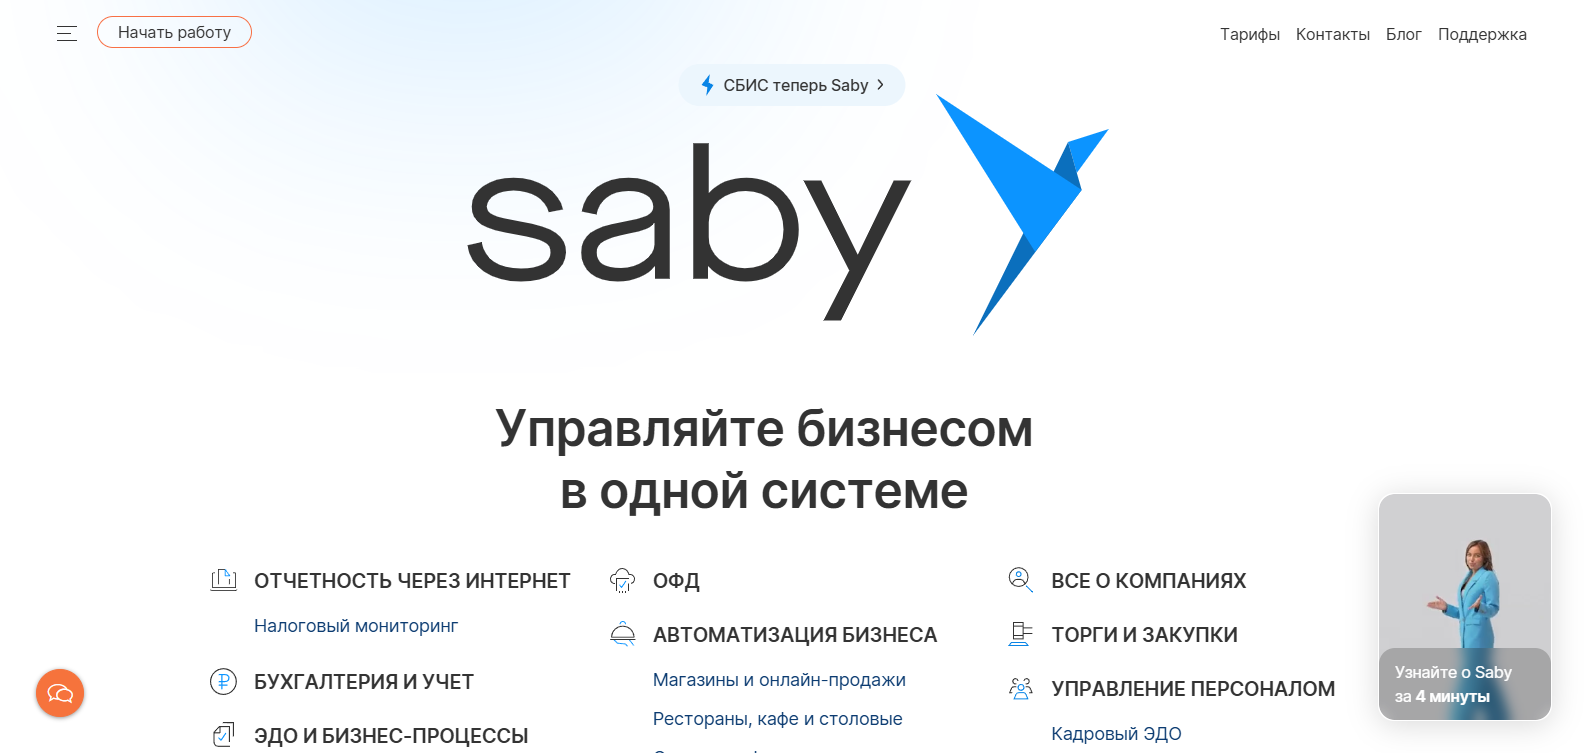 Начать работу
Тарифы Контакты Блог Поддержка
СБИС теперь Saby
saby
Управляйте бизнесом
в одной системе
ОТЧЕТНОСТЬ ЧЕРЕЗ ИНТЕРНЕТ
Налоговый мониторинг
БУХГАЛТЕРИЯ И УЧЕТ
ЭДО И БИЗНЕС-ПРОЦЕССЫ
ОФД
АВТОМАТИЗАЦИЯ БИЗНЕСА
Магазины и онлайн-продажи
Рестораны, кафе и столовые
ВСЕ О КОМПАНИЯХ
ТОРГИ И ЗАКУПКИ
УПРАВЛЕНИЕ ПЕРСОНАЛОМ
Кадровый ЭДО
Узнайте о Saby
за 4 минуты